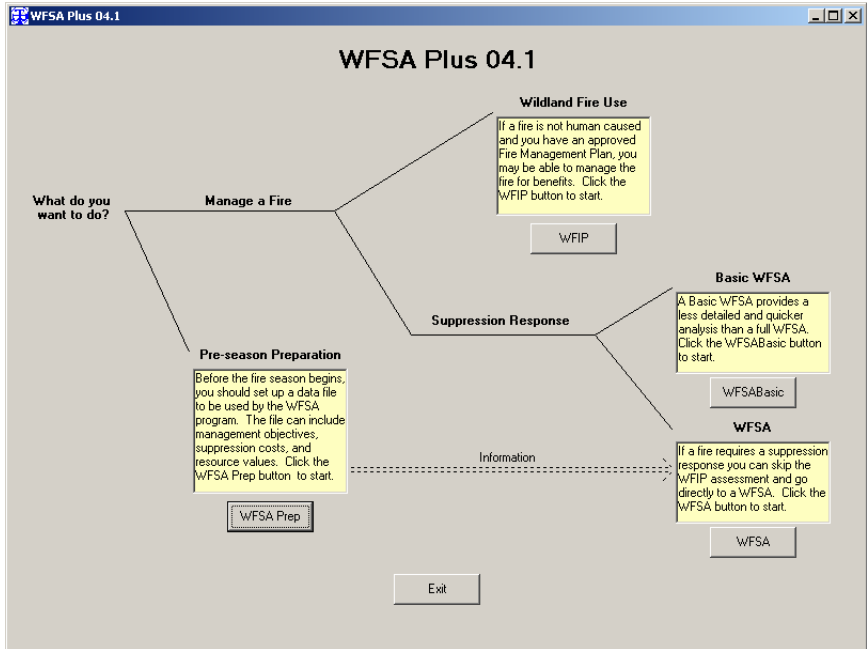 WFSA Plus 04.1
WFSA Plus 04.1
Wildland Fire Use
If a fire is not human caused
and you have an approved
Fire Management Plan, you
may be able to manage the
fire for benefits.  Click the
WFIP button to start.
WFIP
What do you
want to do?
Manage a Fire
Suppression Response
Basic WFSA
A Basic WFSA provides a
less detailed and quicker
analysis than a full WFSA.
Click the WFSABasic button
to start.
WFSABasic
Pre-season Preparation
Before the fire season begins,
you should set up a data file
to be used by the WFSA
program.  The file can include
management objectives,
suppression costs, and
resource values.  Click the
WFSA Prep button  to start.
WFSA Prep
Information
WFSA
If a fire requires a suppression
response you can skip the
WFIP assessment and go
directly to a WFSA.  Click the
WFSA button to start.
WFSA
Exit